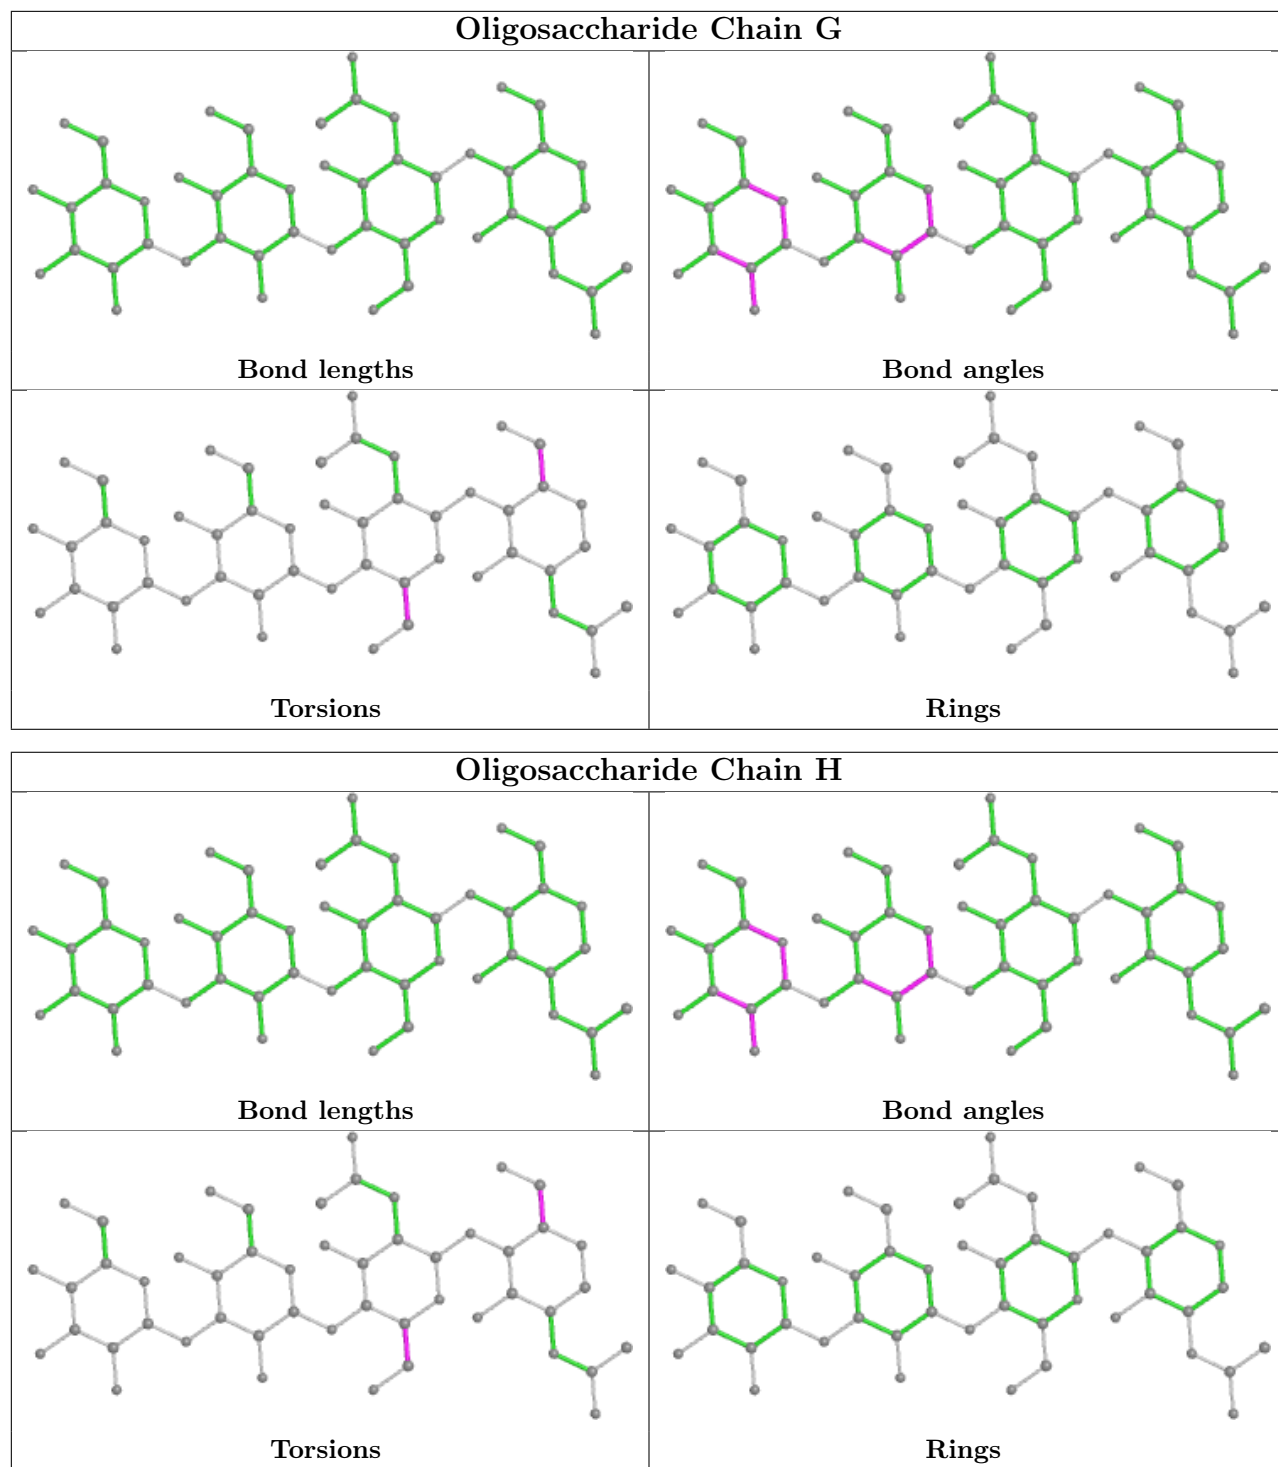 Oligosaccharide Chain G
Bond lengths
Bond angles
Torsions
Rings
Oligosaccharide Chain H
Bond lengths
Bond angles
Torsions
Rings